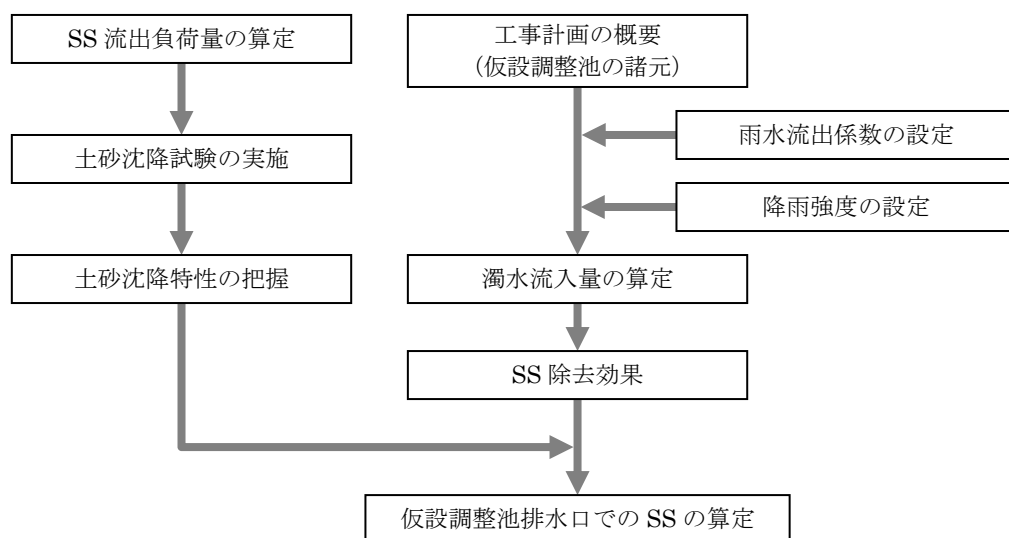 SS 流出負荷量の算定
土砂沈降試験の実施
土砂沈降特性の把握
工事計画の概要
（仮設調整池の諸元）
雨水流出係数の設定
降雨強度の設定
濁水流入量の算定
SS 除去効果
仮設調整池排水口での SS の算定